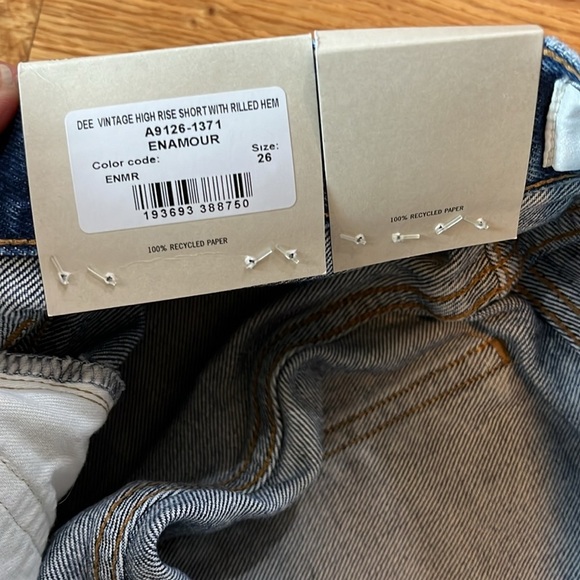 DEE VINTAGE HIGH RISE SHORT WITH RILLED HEM
A9126-1371
ENAMOUR
Color code: Size:
ENMR 26
193693 388750
100% RECYCLED PAPER
100% RECYCLED PAPER